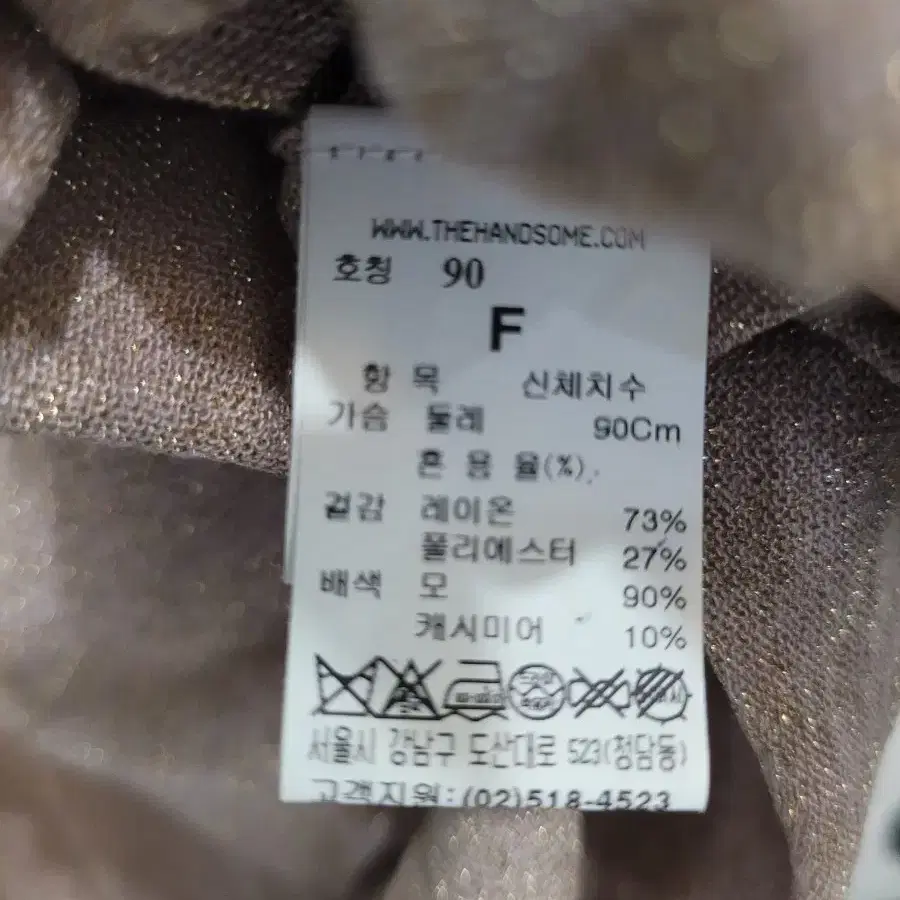 WWW.THEHANDSOME.COM
호칭 90
F
항 목 신체치수
가슴 둘레 90Cm
혼 용 율(%)
겉감 레이온 73%
폴리에스터 27%
배색 모 90%
캐시미어 10%
서울시 강남구 도산대로 523(청담동)
고객지원:(02)518-4523